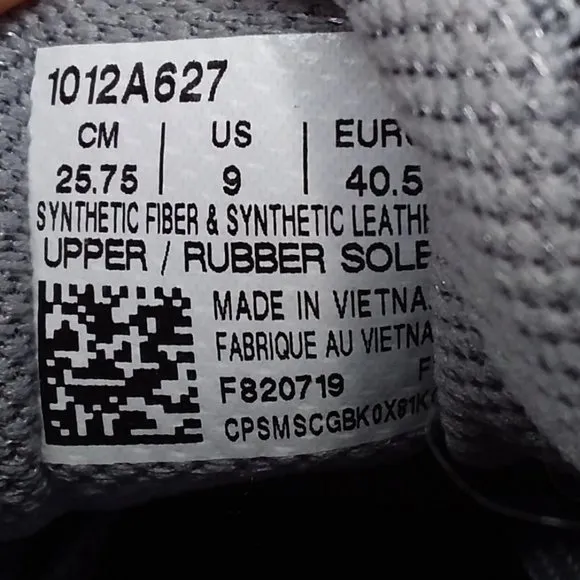 1012A627
CM | US | EUR
25.75 | 9 | 40.5
SYNTHETIC FIBER & SYNTHETIC LEATH
UPPER / RUBBER SOLE
MADE IN VIETNA
FABRIQUE AU VIETNA
F820719 F
CPSMSCGBK0X81K